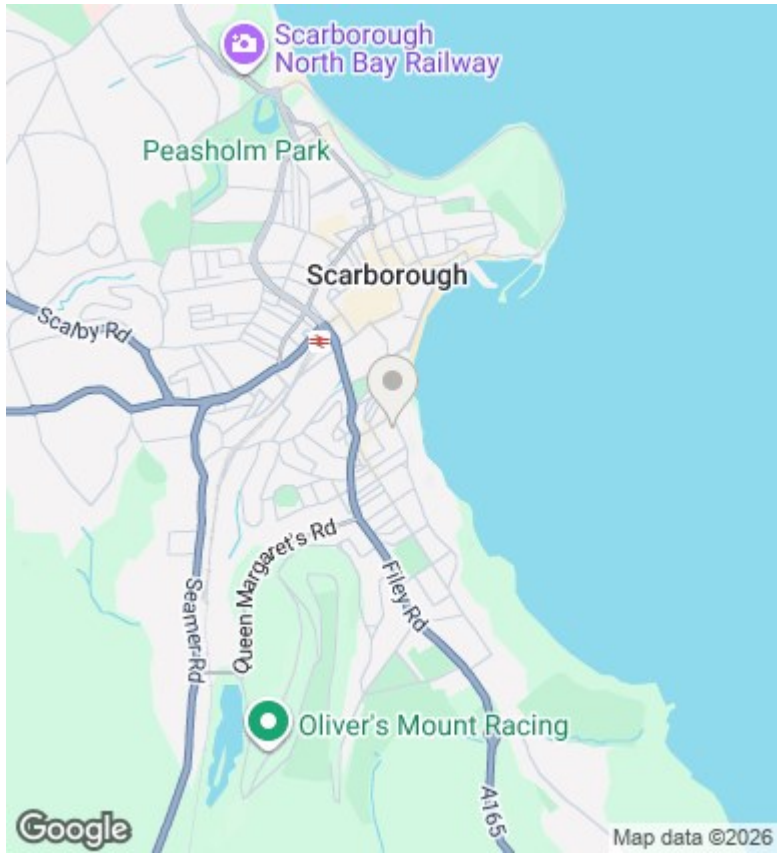 Scarborough
North Bay Railway
Peasholm Park
Scarborough
Scalby Rd
Queen Margaret's Rd
Filey Rd
Seamer Rd
Oliver's Mount Racing
A165
Google
Map data ©2026